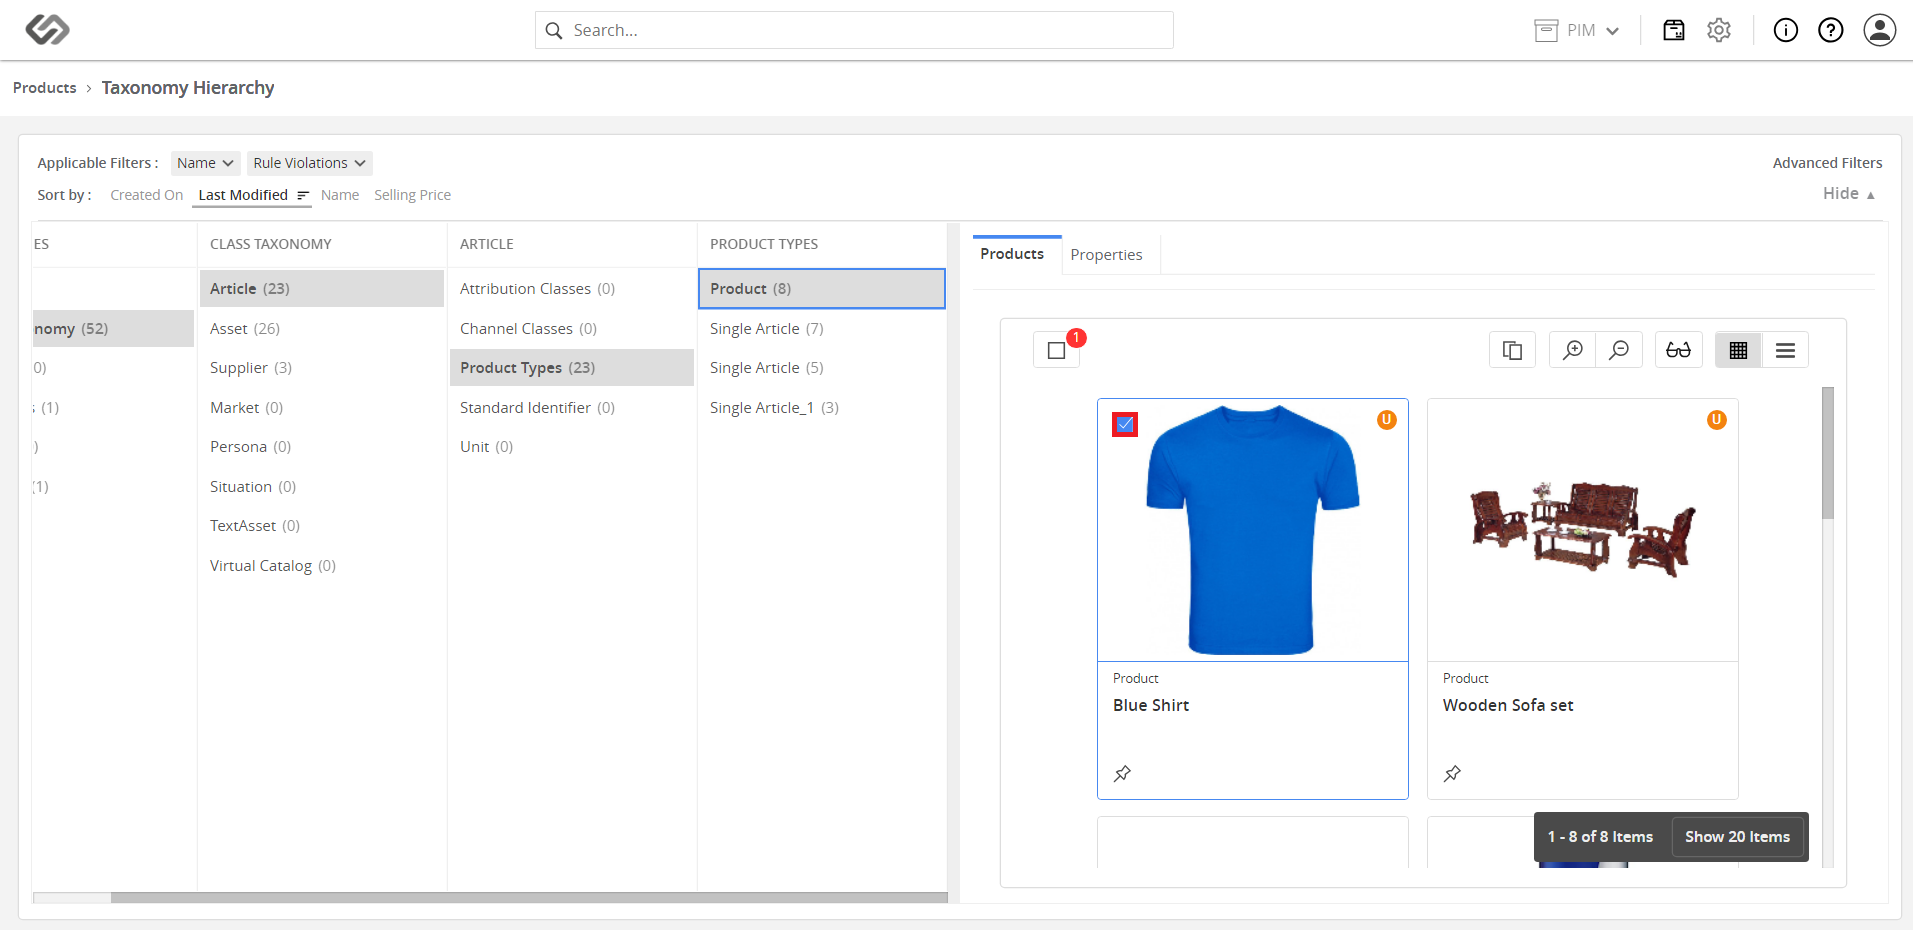 Search...
PIM
Products › Taxonomy Hierarchy
Applicable Filters : Name Rule Violations
Advanced Filters
Sort by : Created On Last Modified Name Selling Price
Hide
ES
nomy (52)
0)
(1)
)
(1)
CLASS TAXONOMY
Article (23)
Asset (26)
Supplier (3)
Market (0)
Persona (0)
Situation (0)
TextAsset (0)
Virtual Catalog (0)
ARTICLE
Attribution Classes (0)
Channel Classes (0)
Product Types (23)
Standard Identifier (0)
Unit (0)
PRODUCT TYPES
Product (8)
Single Article (7)
Single Article (5)
Single Article_1 (3)
Products Properties
1
U
Product
Blue Shirt
U
Product
Wooden Sofa set
1 - 8 of 8 Items Show 20 Items